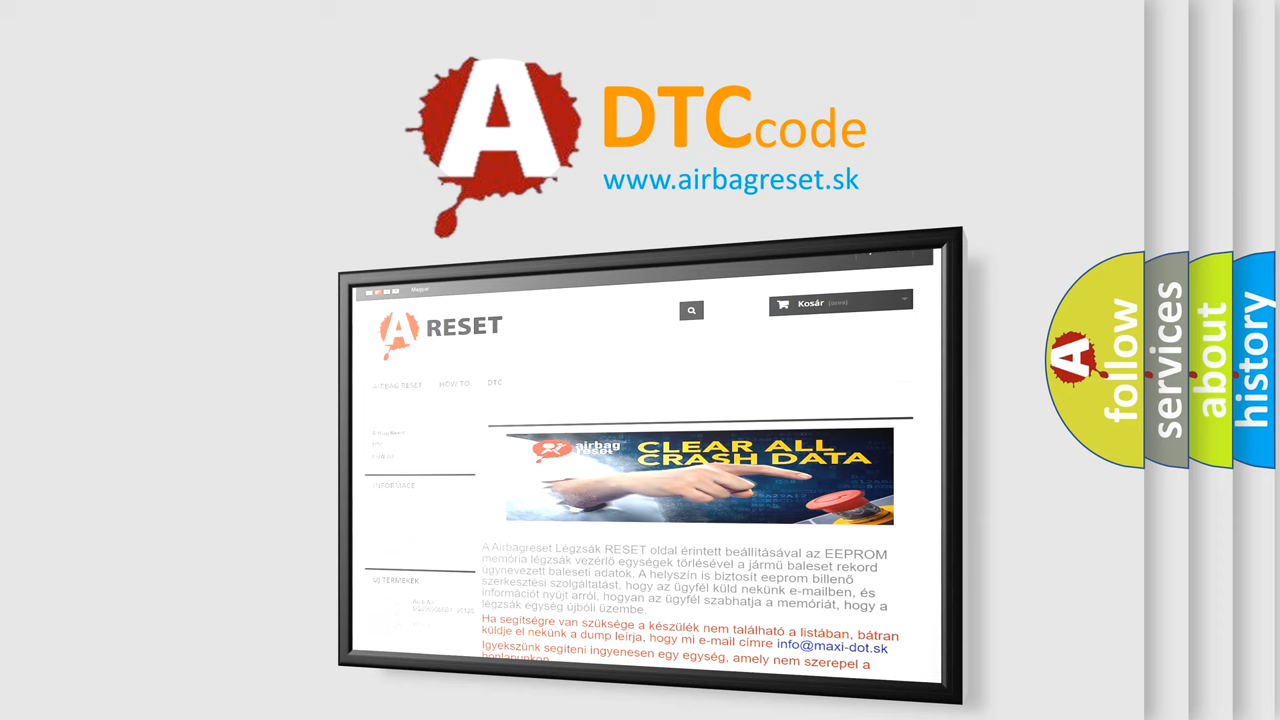 A DTCcode
www.airbagreset.sk
Magyar
A RESET
Kosár (üres)
AIRBAG RESET HOW TO DTC
INFORMACE
airbag
reset
CLEAR ALL
CRASH DATA
A Airbagreset Légzsák RESET oldal érintett beállításával az EEPROM
memória légzsák vezérlő egységek törlésével a jármű baleset rekord
úgynevezett baleseti adatok. A helyszín is biztosít eeprom billenő
szerkesztési szolgáltatást, hogy az ügyfél küld nekünk e-mailben, és
információt nyújt arról, hogyan az ügyfél szabhatja a memóriát, hogy a
légzsák egység újbóli üzembe.
Ha segítségre van szüksége a készülék nem található a listában, bátran
küldje el nekünk a dump leírja, hogy mi e-mail címre info@maxi-dot.sk
Igyekszünk segíteni ingyenesen egy egység, amely nem szerepel a
honlapunkon
ÚJ TERMÉKEK
A follow
services
about
history